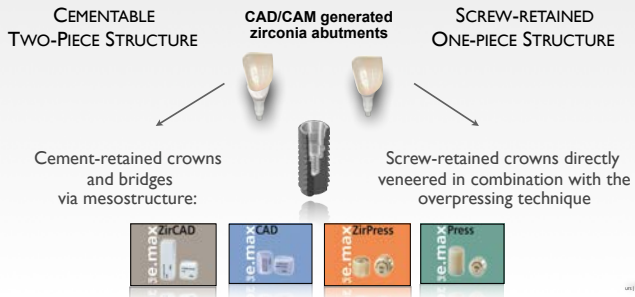 CEMENTABLE
TWO-PIECE STRUCTURE
CAD/CAM generated
zirconia abutments
SCREW-RETAINED
ONE-PIECE STRUCTURE
Cement-retained crowns
and bridges
via mesostructure:
Screw-retained crowns directly
veneered in combination with the
overpressing technique
e.max ZirCAD
e.max CAD
e.max ZirPress
e.max Press